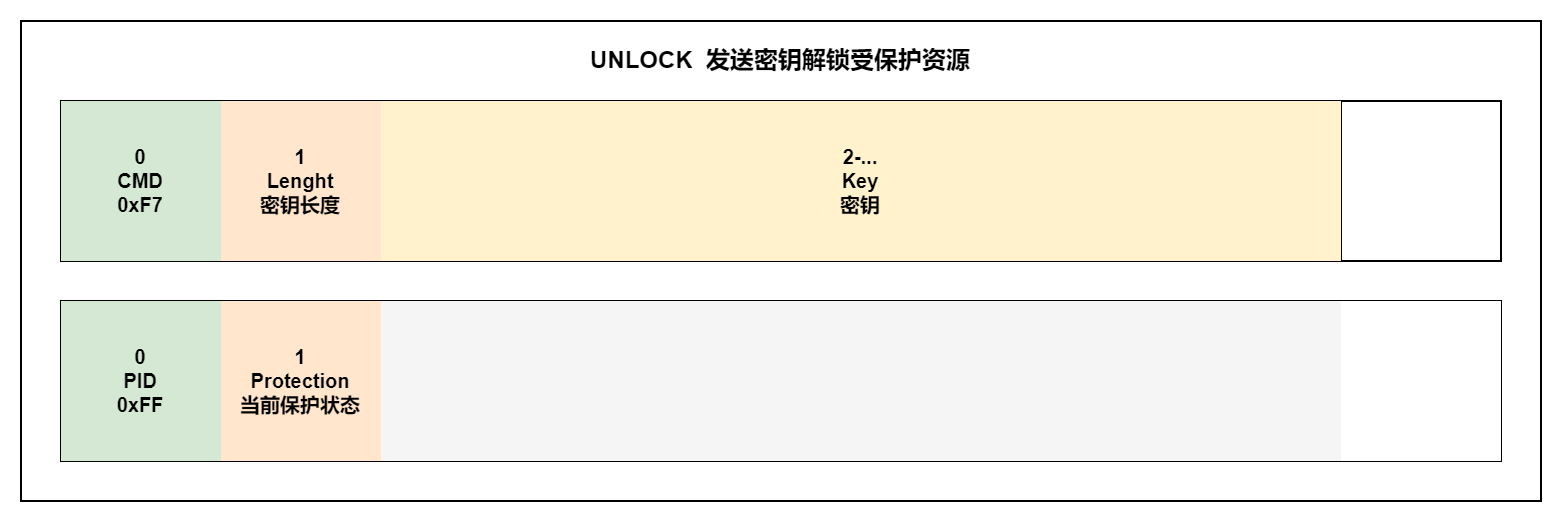 UNLOCK 发送密钥解锁受保护资源
0
CMD
0xF7
1
Lenght
密钥长度
2-...
Key
密钥
0
PID
0xFF
1
Protection
当前保护状态